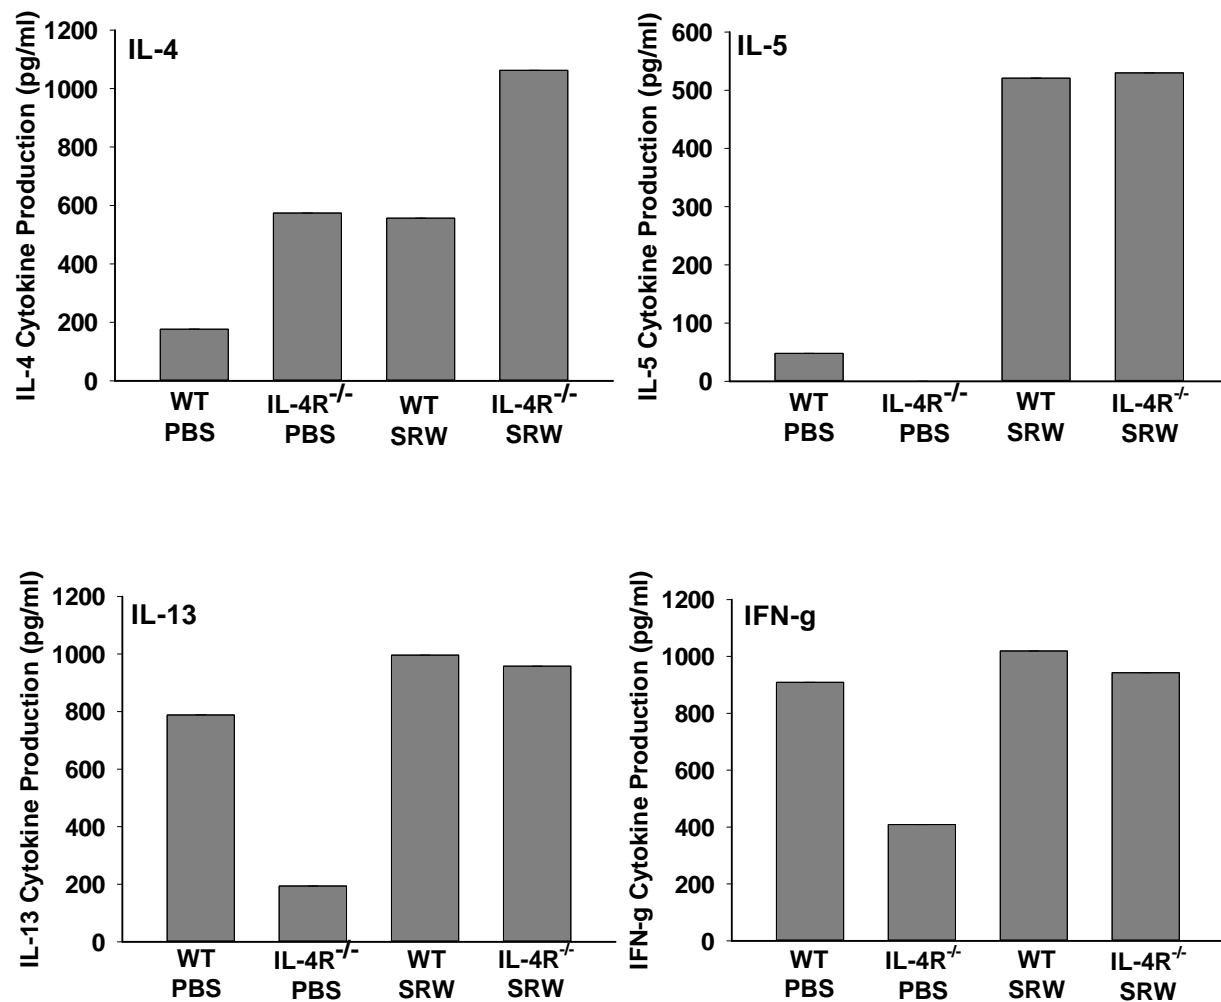 IL-4 Cytokine Production (pg/ml)
IL-4
1200
1000
800
600
400
200
0
WT PBS
IL-4R-/- PBS
WT SRW
IL-4R-/- SRW
IL-5 Cytokine Production (pg/ml)
IL-5
600
500
400
300
200
100
0
WT PBS
IL-4R-/- PBS
WT SRW
IL-4R-/- SRW
IL-13 Cytokine Production (pg/ml)
IL-13
1200
1000
800
600
400
200
0
WT PBS
IL-4R-/- PBS
WT SRW
IL-4R-/- SRW
IFN-g Cytokine Production (pg/ml)
IFN-g
1200
1000
800
600
400
200
0
WT PBS
IL-4R-/- PBS
WT SRW
IL-4R-/- SRW